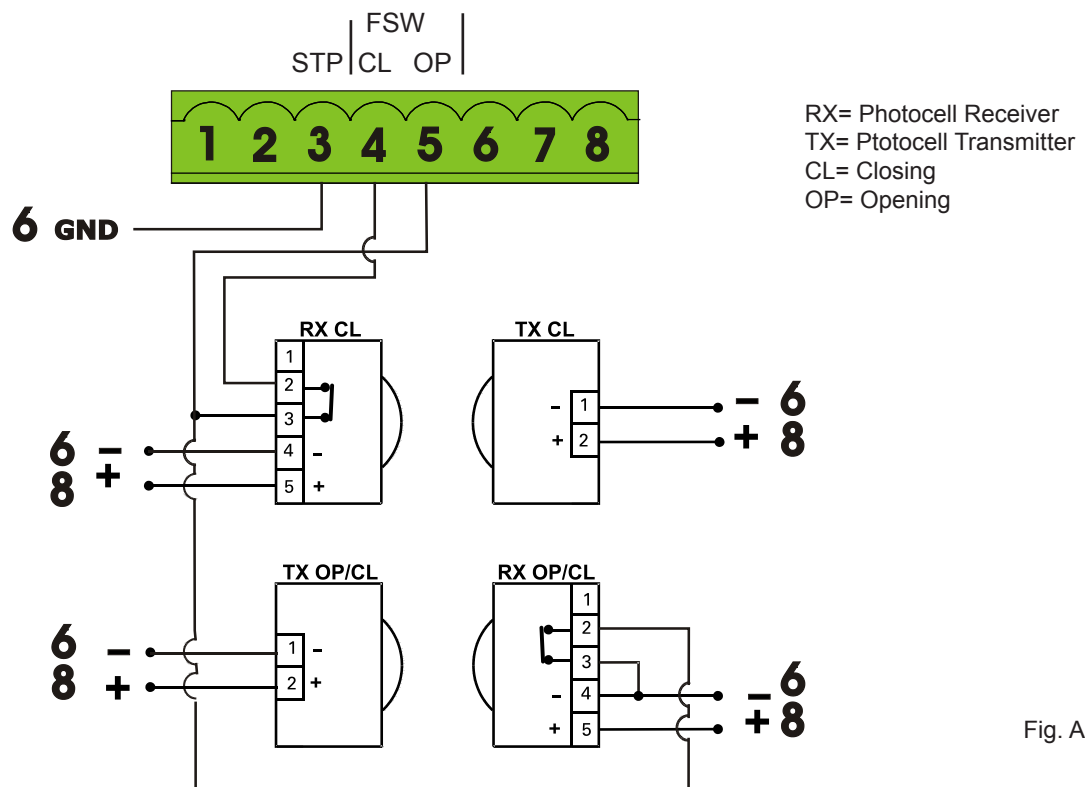 FSW
STP CL OP
1 2 3 4 5 6 7 8
RX= Photocell Receiver
TX= Ptotocell Transmitter
CL= Closing
OP= Opening
6 GND
RX CL
1
2
3
4 -
5 +
6 -
8 +
TX CL
- 1
+ 2
- 6
+ 8
TX OP/CL
1 -
2 +
6 -
8 +
RX OP/CL
1
2
3
- 4
+ 5
- 6
+ 8
Fig. A